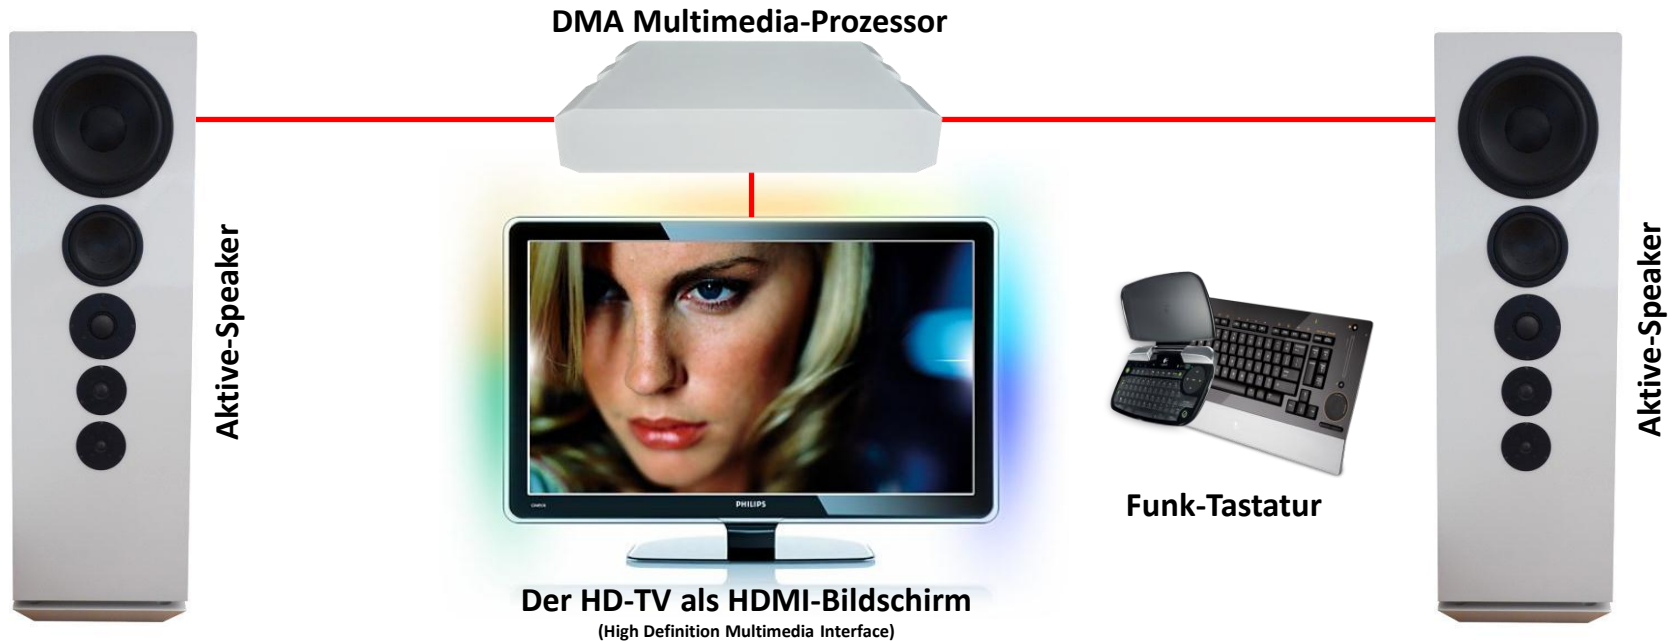 DMA Multimedia-Prozessor
Aktive-Speaker
Aktive-Speaker
PHILIPS
Funk-Tastatur
Der HD-TV als HDMI-Bildschirm
(High Definition Multimedia Interface)